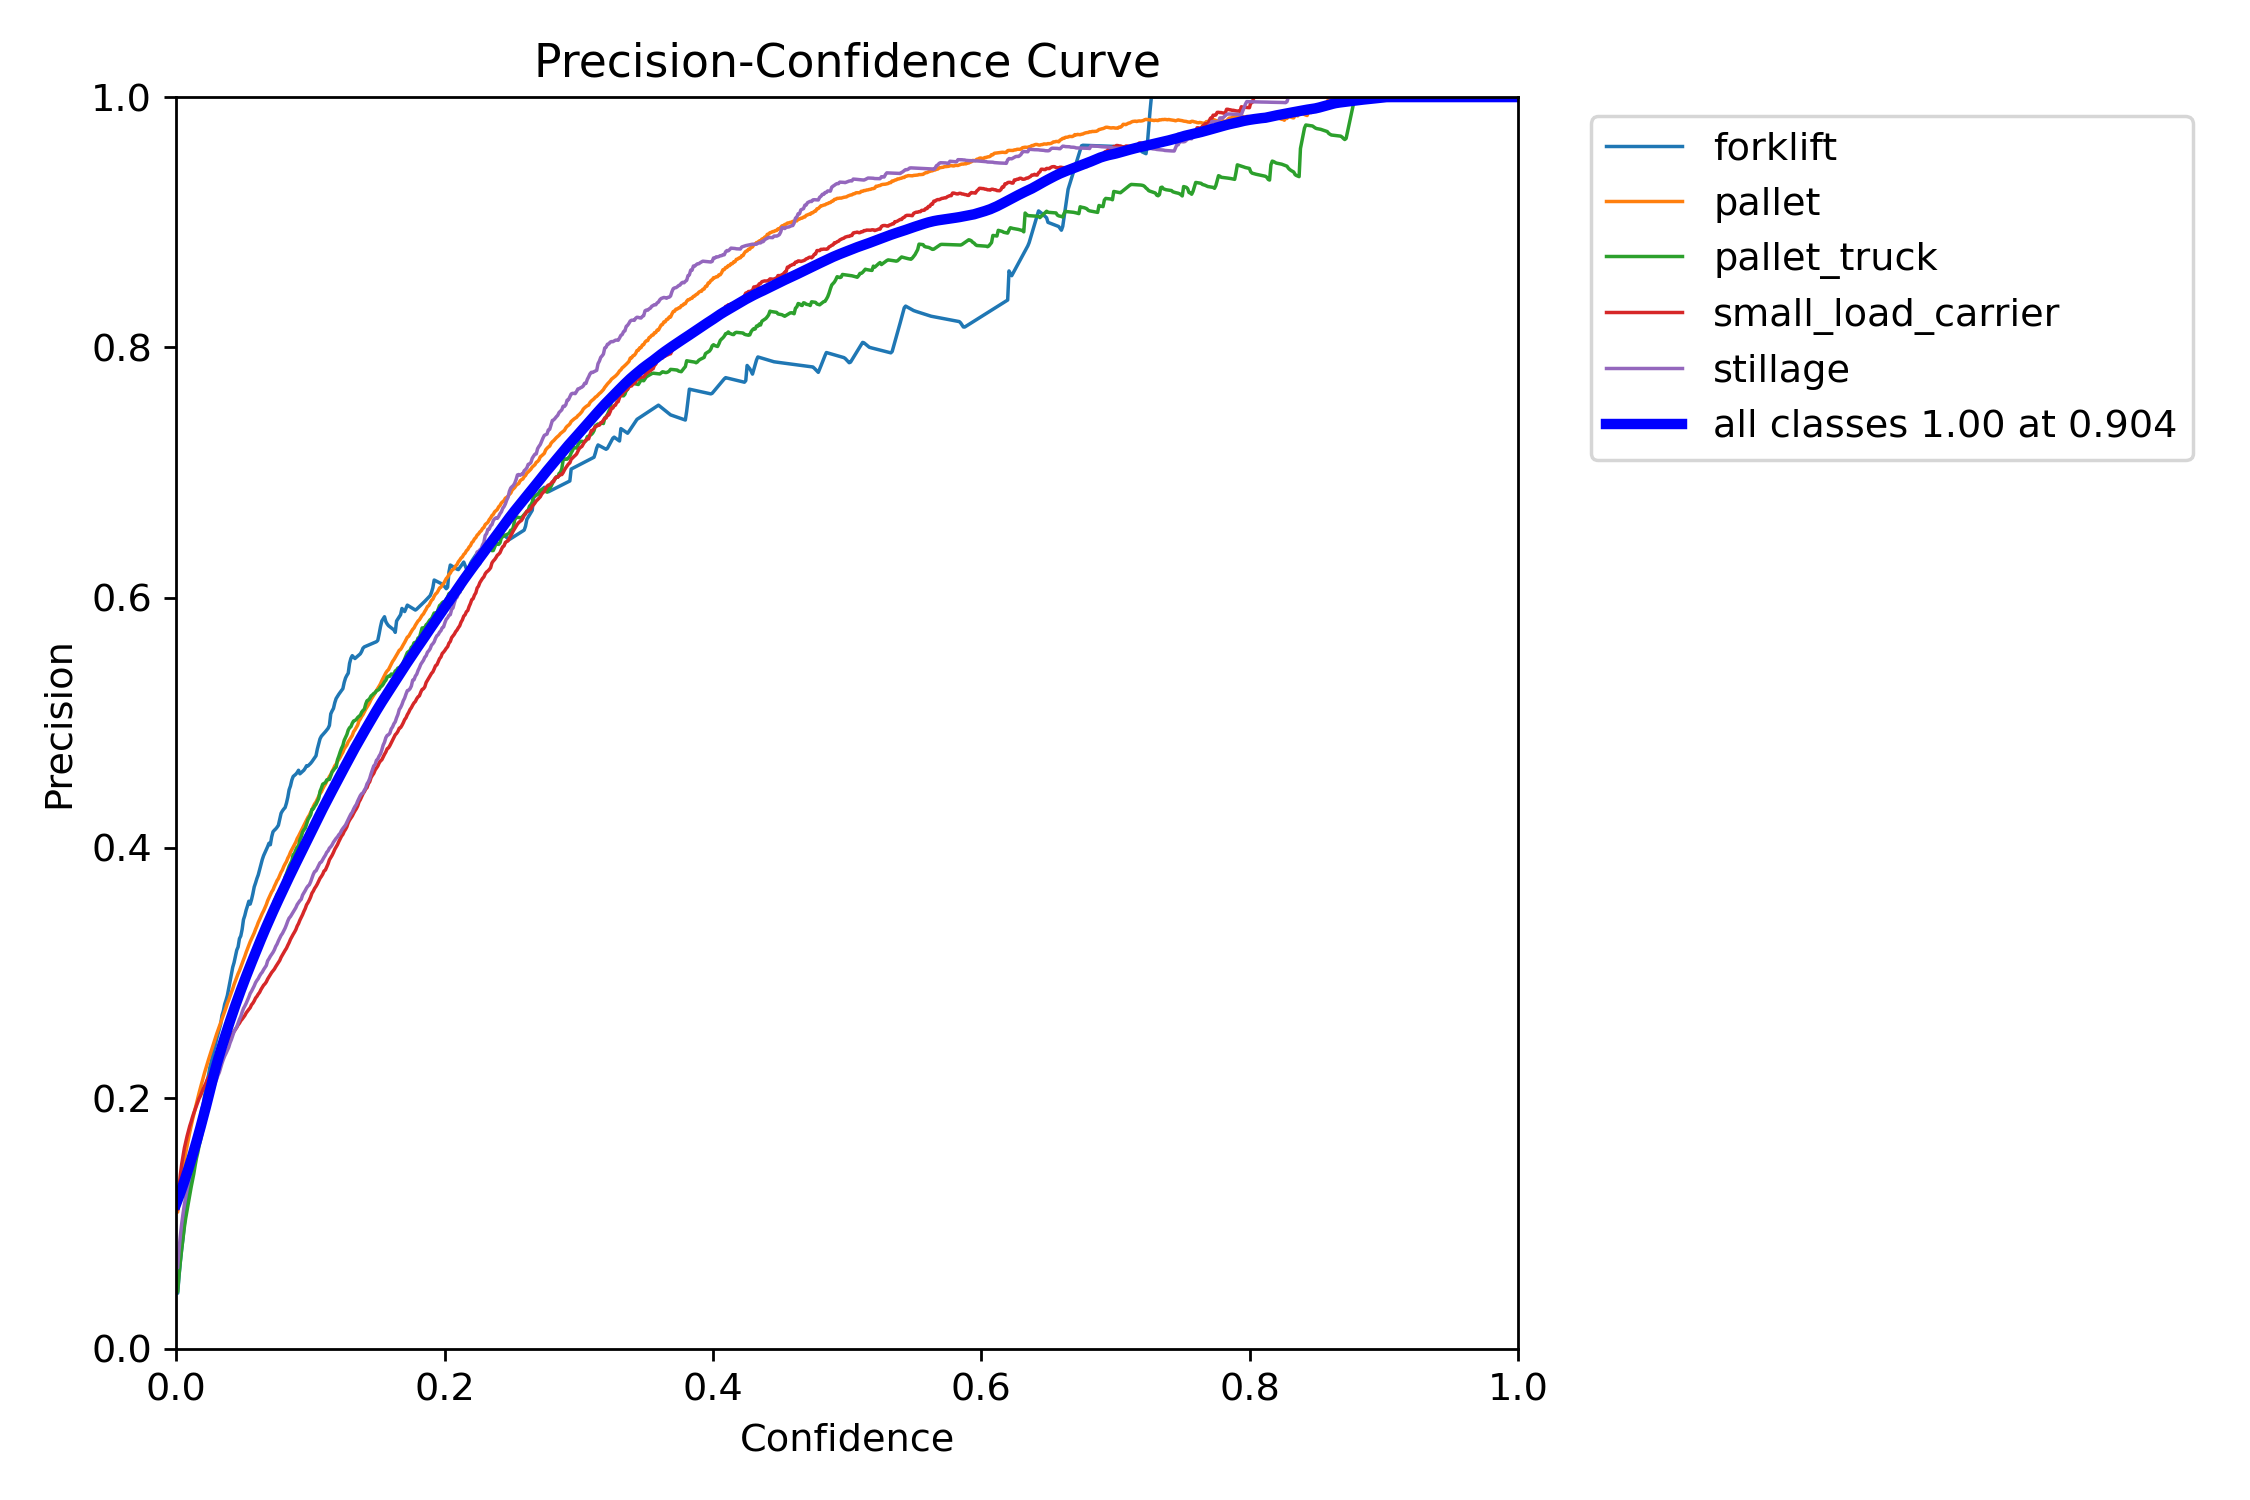 Precision-Confidence Curve
1.0
0.8
0.6
0.4
0.2
0.0
Precision
0.0 0.2 0.4 0.6 0.8 1.0
Confidence
forklift
pallet
pallet_truck
small_load_carrier
stillage
all classes 1.00 at 0.904